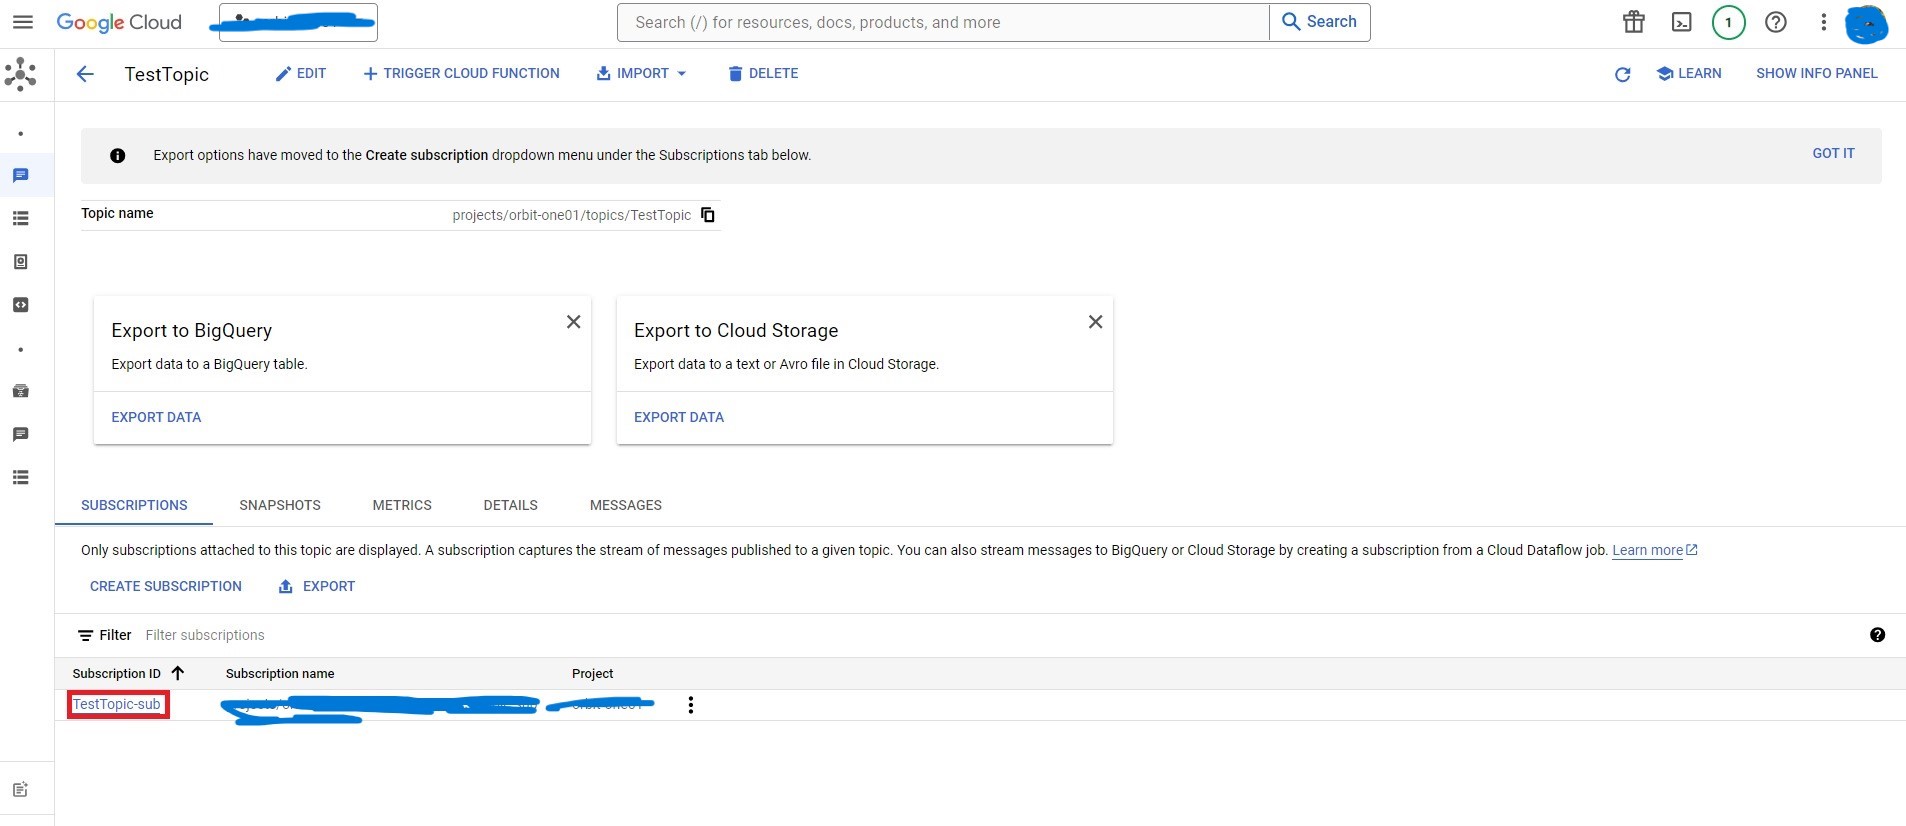 Google Cloud
Search (/) for resources, docs, products, and more
Search
1
TestTopic
EDIT
TRIGGER CLOUD FUNCTION
IMPORT
DELETE
LEARN
SHOW INFO PANEL
Export options have moved to the Create subscription dropdown menu under the Subscriptions tab below.
GOT IT
Topic name
projects/orbit-one01/topics/TestTopic
Export to BigQuery
Export data to a BigQuery table.
EXPORT DATA
Export to Cloud Storage
Export data to a text or Avro file in Cloud Storage.
EXPORT DATA
SUBSCRIPTIONS
SNAPSHOTS
METRICS
DETAILS
MESSAGES
Only subscriptions attached to this topic are displayed. A subscription captures the stream of messages published to a given topic. You can also stream messages to BigQuery or Cloud Storage by creating a subscription from a Cloud Dataflow job. Learn more
CREATE SUBSCRIPTION
EXPORT
Filter Filter subscriptions
Subscription ID
Subscription name
Project
TestTopic-sub